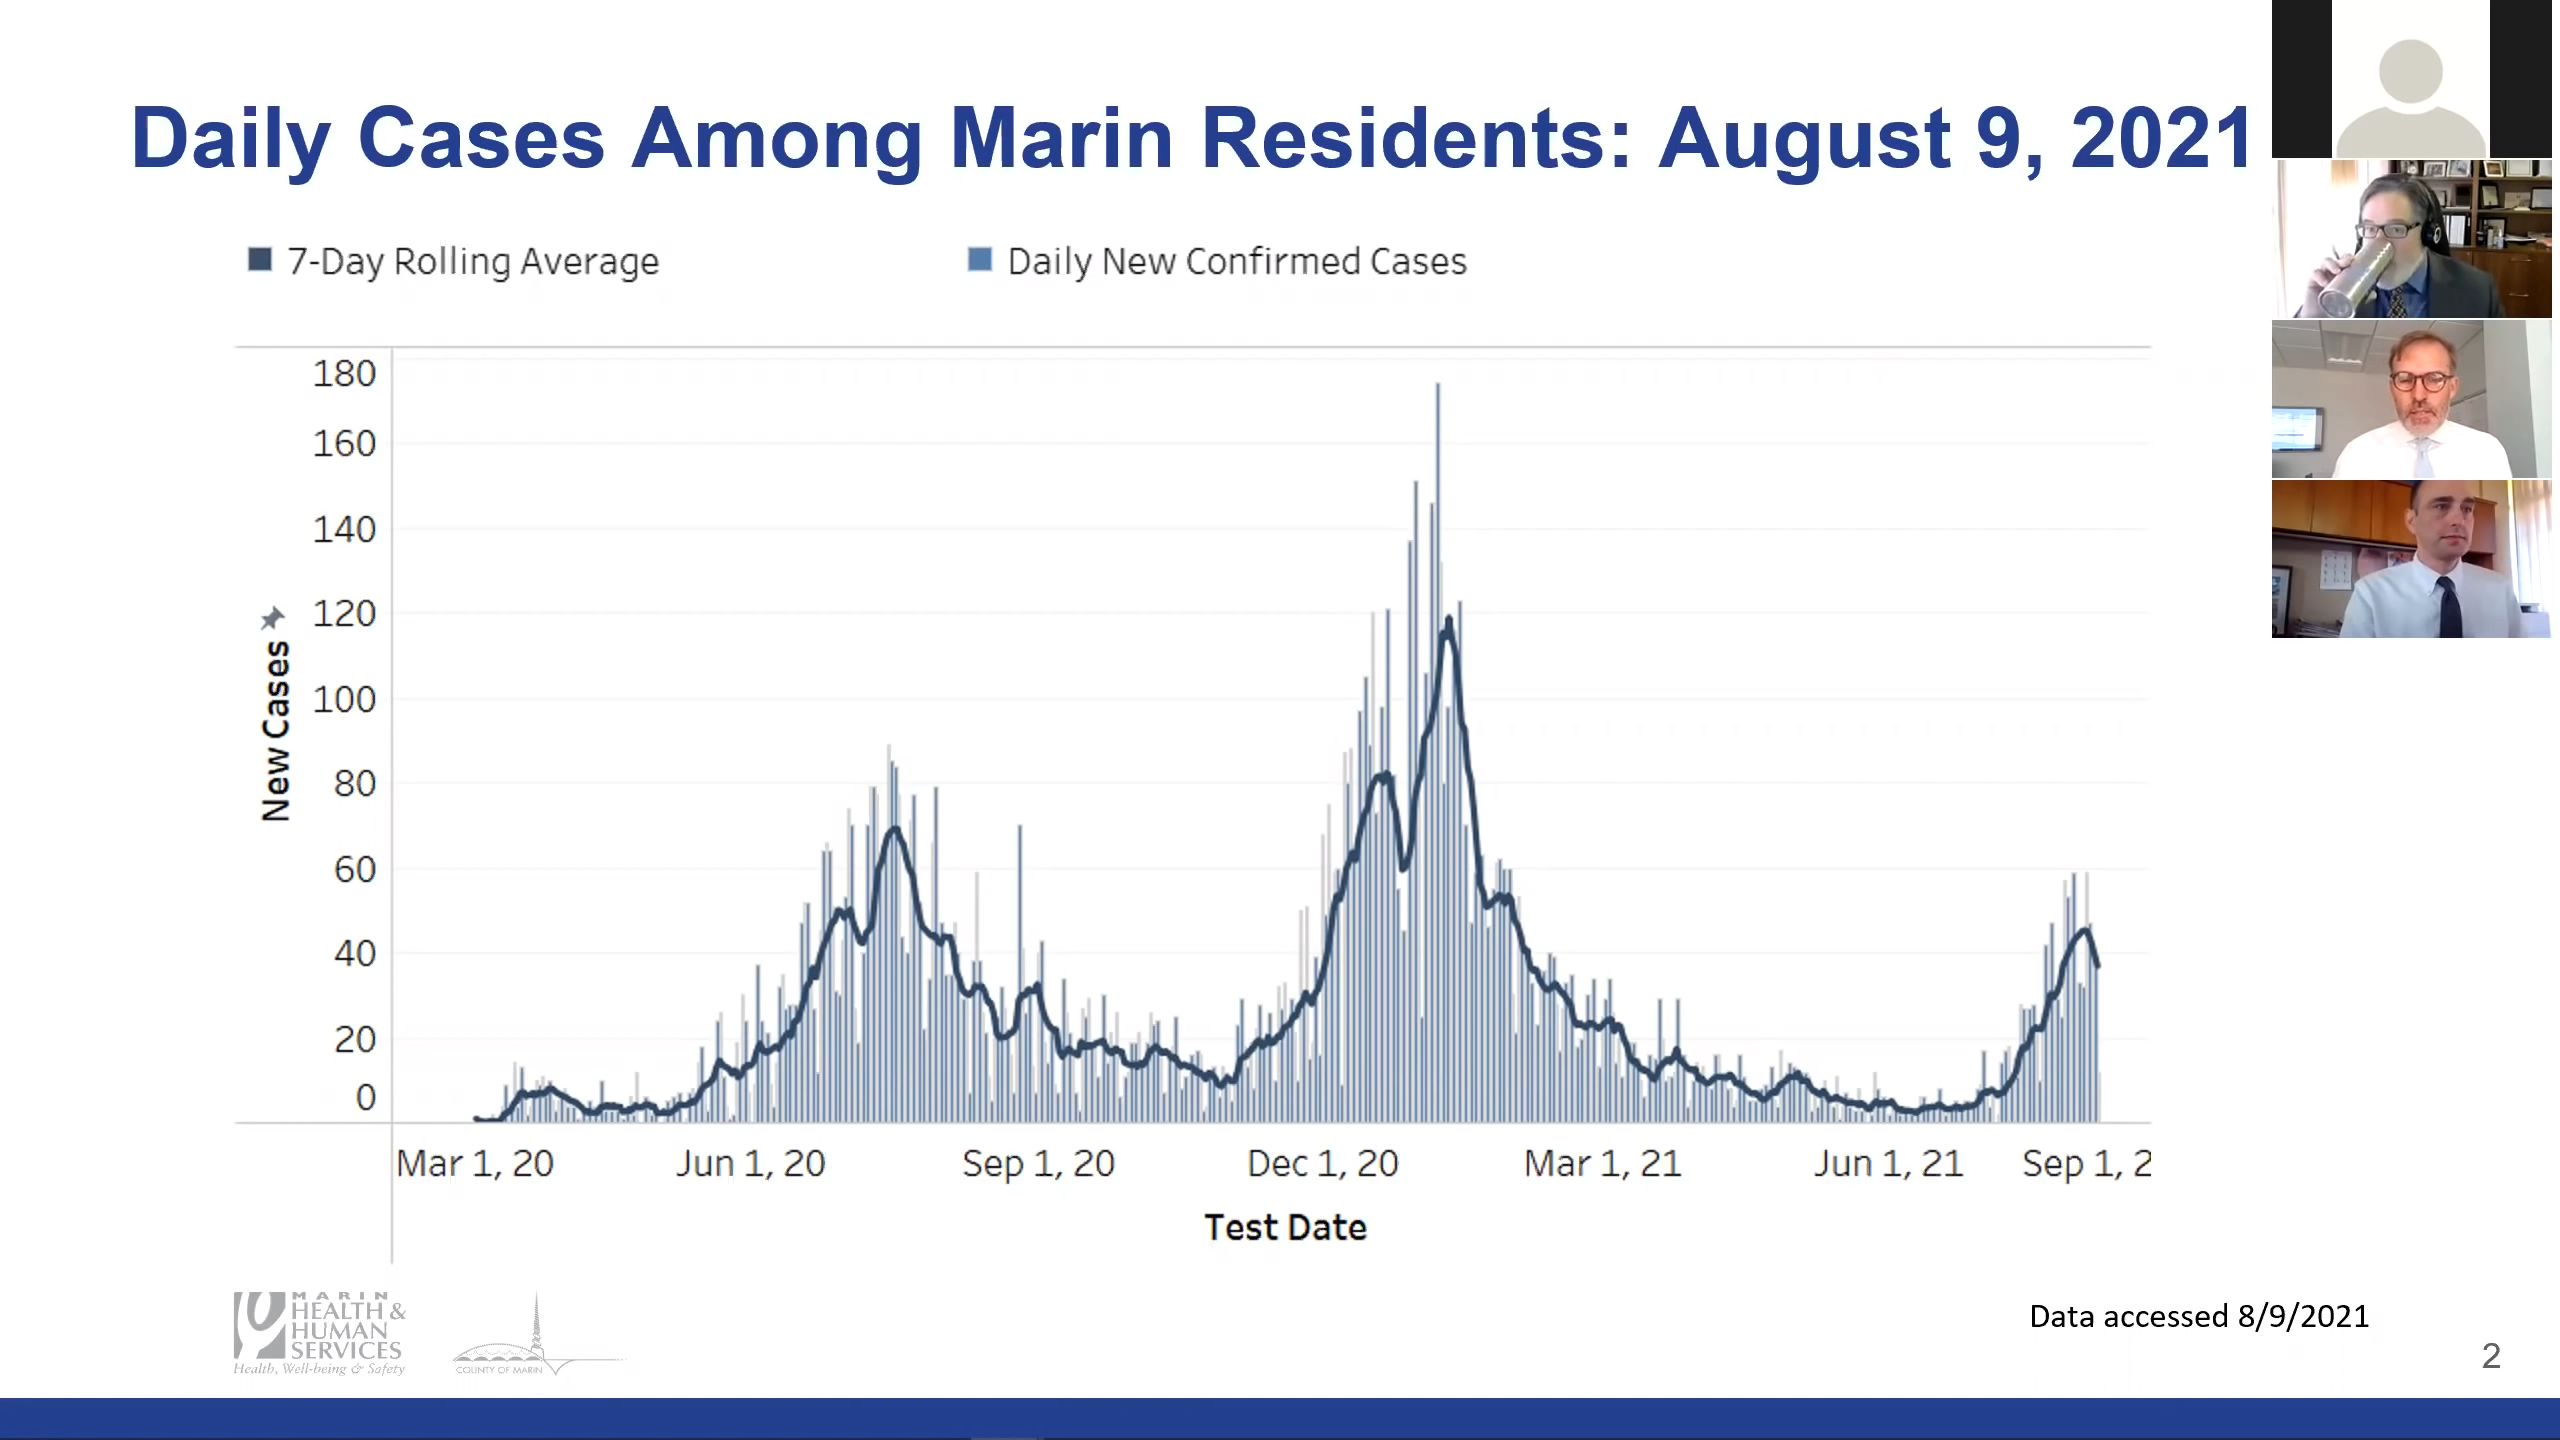 Daily Cases Among Marin Residents: August 9, 2021
7-Day Rolling Average
Daily New Confirmed Cases
180
160
140
120
100
80
60
40
20
0
New Cases
Mar 1, 20
Jun 1, 20
Sep 1, 20
Dec 1, 20
Mar 1, 21
Jun 1, 21
Sep 1, 2
Test Date
MARIN
HEALTH &
HUMAN
SERVICES
Health, Well-being & Safety
COUNTY OF MARIN
Data accessed 8/9/2021
2